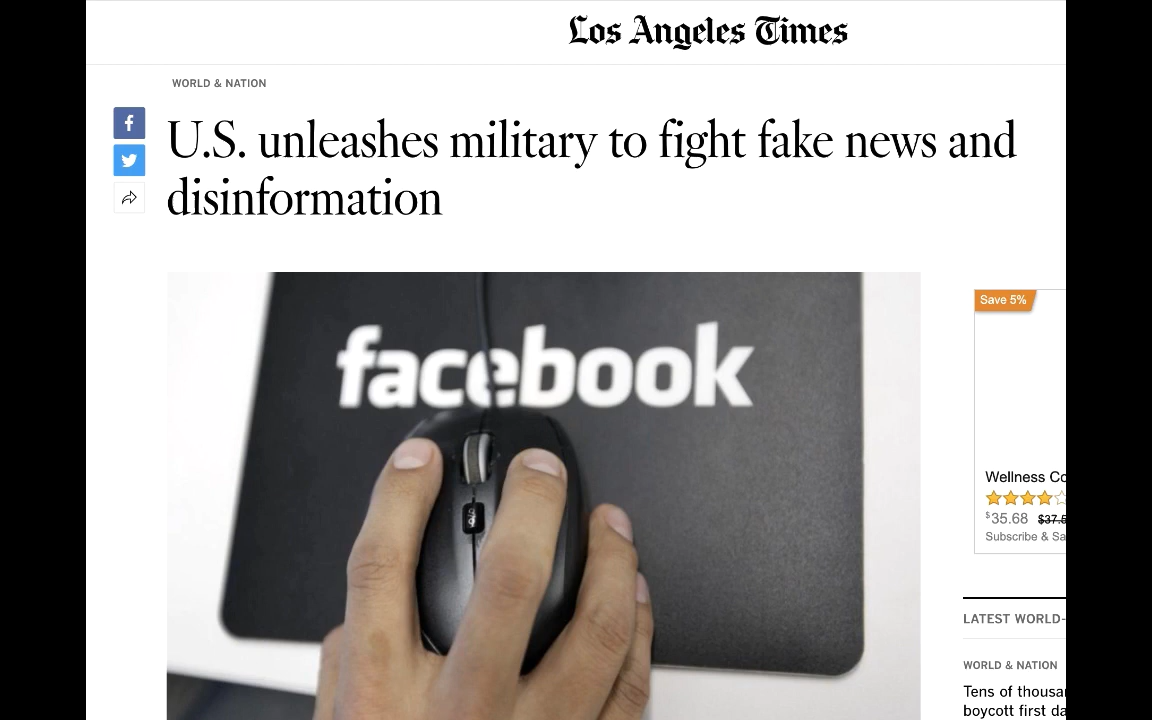 Los Angeles Times
WORLD & NATION
U.S. unleashes military to fight fake news and
disinformation
facebook
Save 5%
Wellness
$35.68
Subscribe &
LATEST WORLD-
WORLD & NATION
Tens of
boycott first